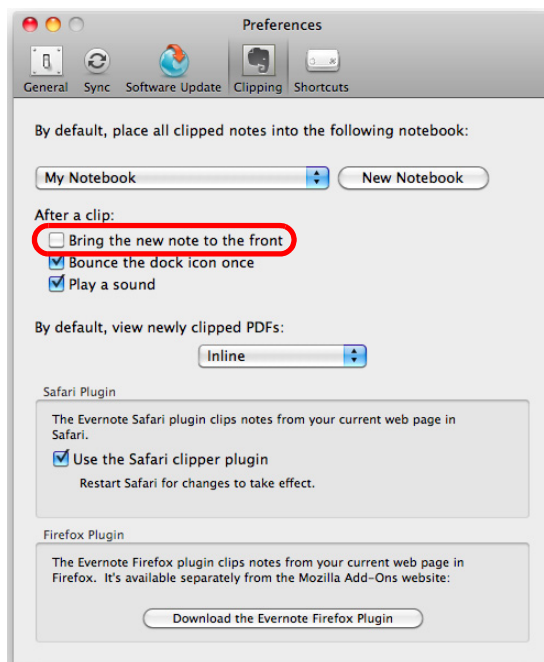 Preferences
General Sync Software Update Clipping Shortcuts
By default, place all clipped notes into the following notebook:
My Notebook New Notebook
After a clip:
Bring the new note to the front
Bounce the dock icon once
Play a sound
By default, view newly clipped PDFs:
Inline
Safari Plugin
The Evernote Safari plugin clips notes from your current web page in
Safari.
Use the Safari clipper plugin
Restart Safari for changes to take effect.
Firefox Plugin
The Evernote Firefox plugin clips notes from your current web page in
Firefox. It's available separately from the Mozilla Add-Ons website:
Download the Evernote Firefox Plugin